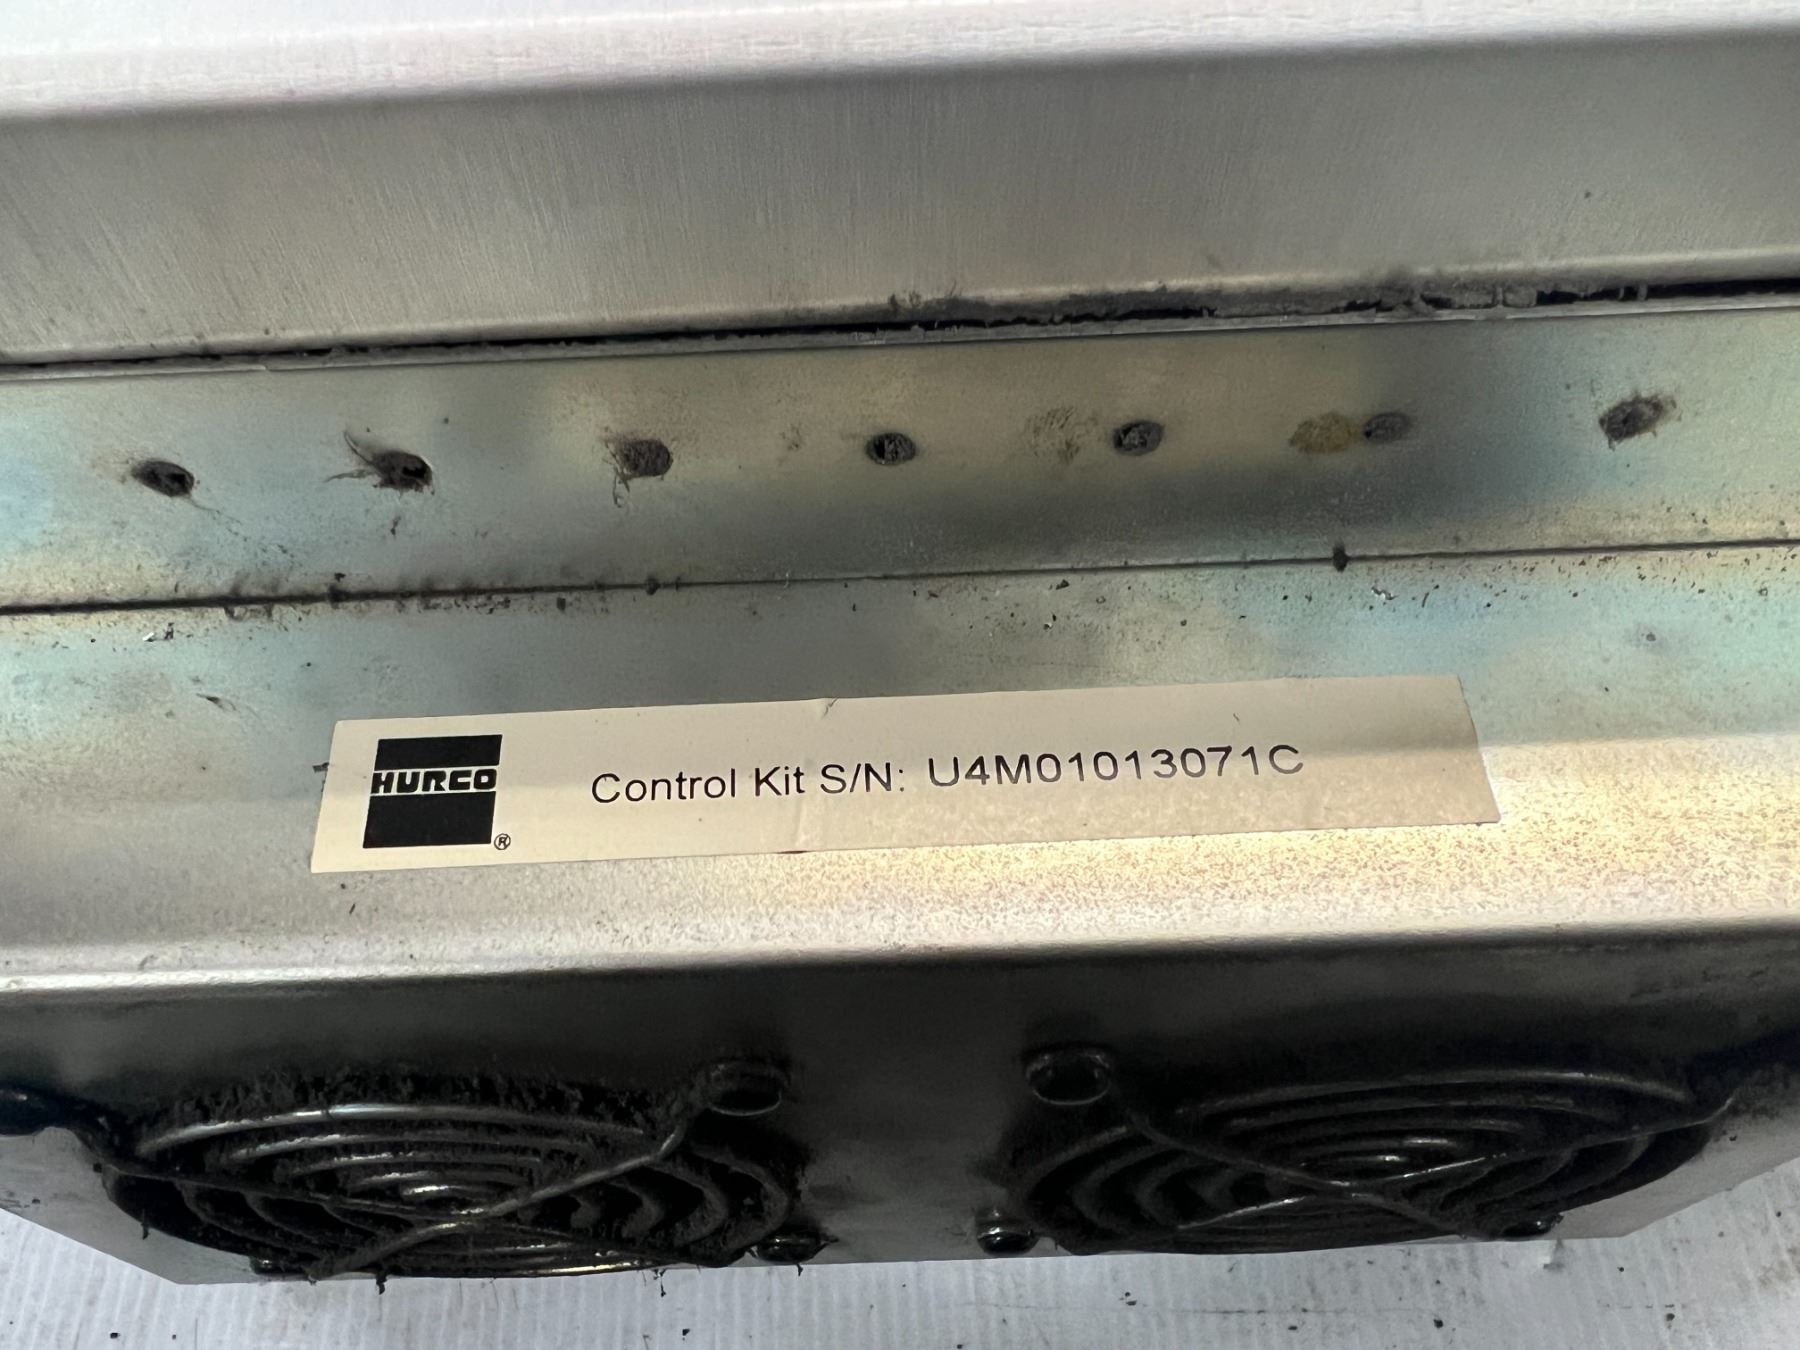 HURCO ®
Control Kit S/N: U4M01013071C